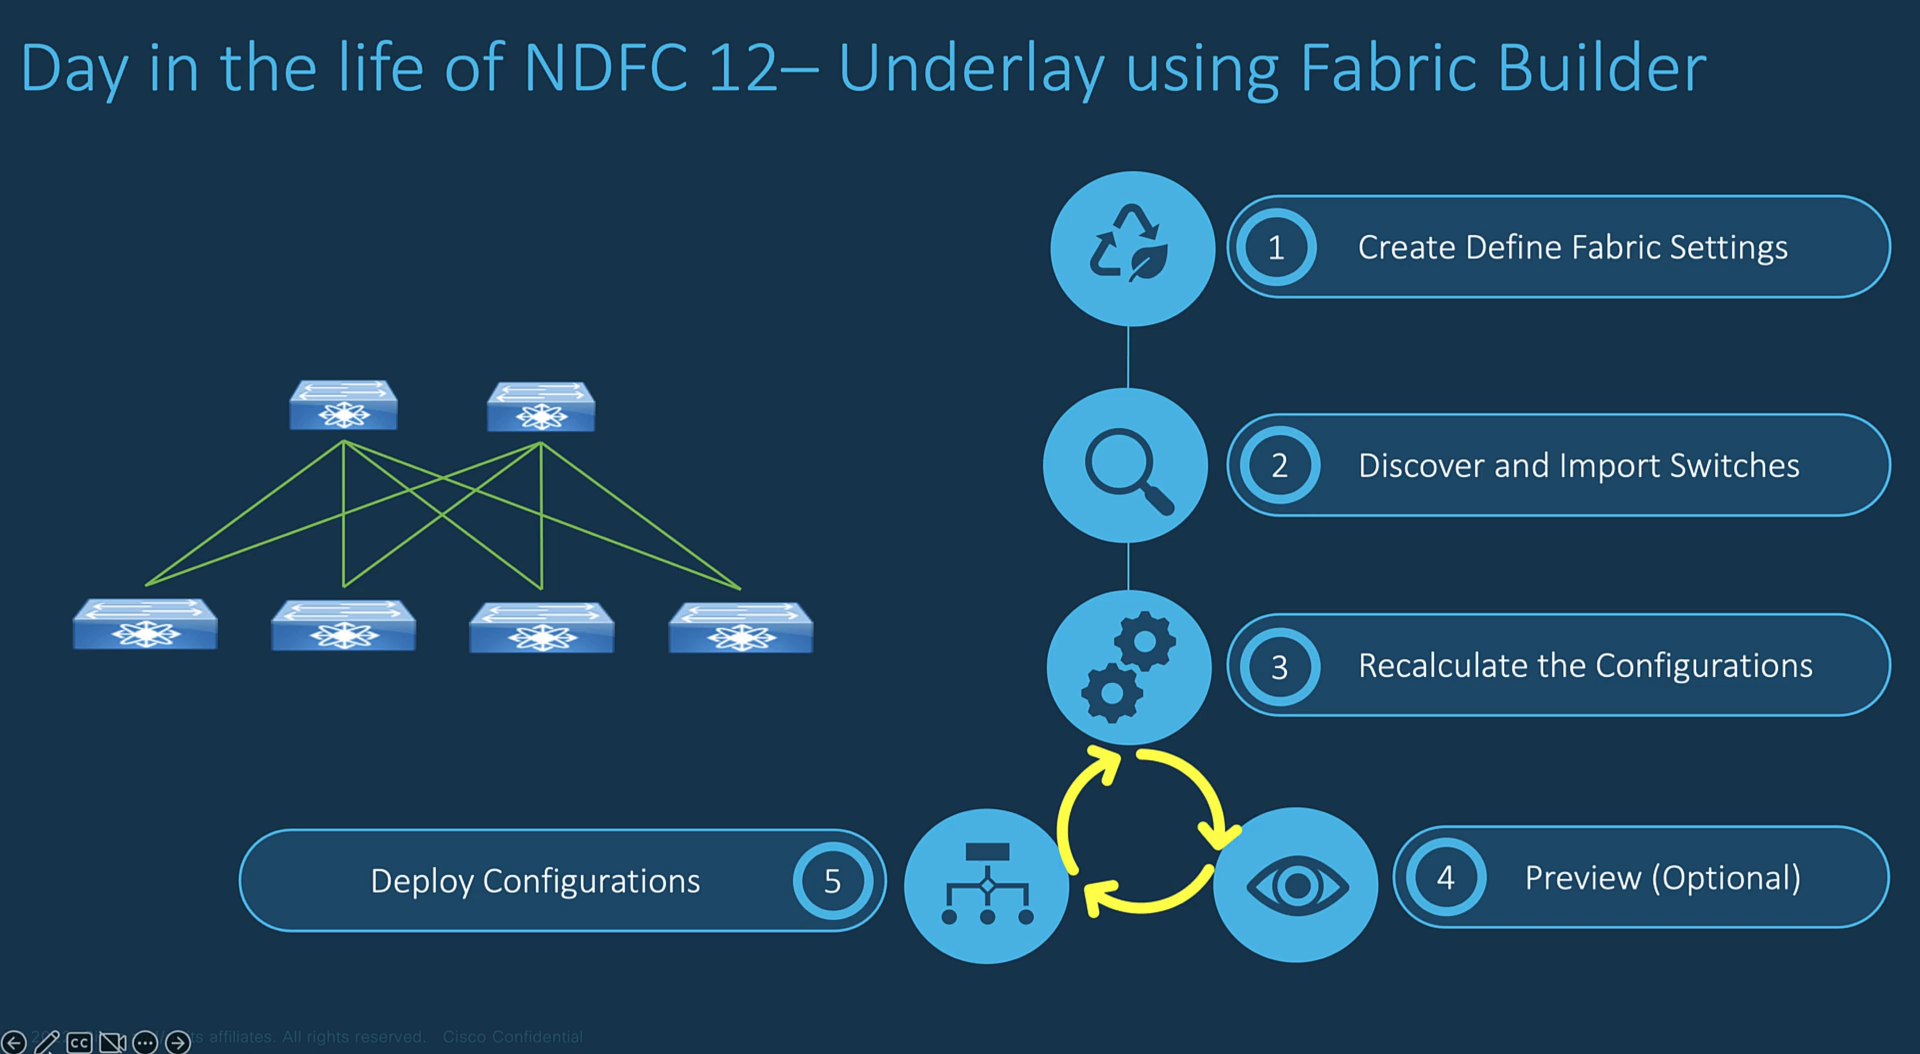 Day in the life of NDFC 12– Underlay using Fabric Builder
1 Create Define Fabric Settings
2 Discover and Import Switches
3 Recalculate the Configurations
4 Preview (Optional)
Deploy Configurations 5
affiliates. All rights reserved. Cisco Confidential
CC